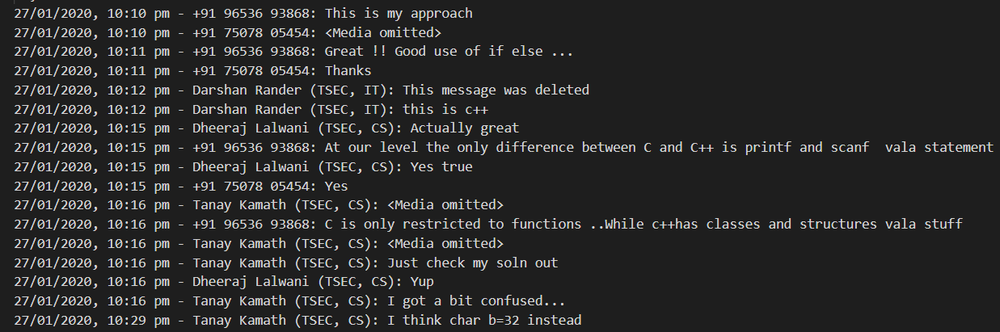 27/01/2020, 10:10 pm - +91 96536 93868: This is my approach
27/01/2020, 10:10 pm - +91 75078 05454: <Media omitted>
27/01/2020, 10:11 pm - +91 96536 93868: Great !! Good use of if else ...
27/01/2020, 10:11 pm - +91 75078 05454: Thanks
27/01/2020, 10:12 pm - Darshan Rander (TSEC, IT): This message was deleted
27/01/2020, 10:12 pm - Darshan Rander (TSEC, IT): this is c++
27/01/2020, 10:15 pm - Dheeraj Lalwani (TSEC, CS): Actually great
27/01/2020, 10:15 pm - +91 96536 93868: At our level the only difference between C and C++ is printf and scanf  vala statement
27/01/2020, 10:15 pm - Dheeraj Lalwani (TSEC, CS): Yes true
27/01/2020, 10:15 pm - +91 75078 05454: Yes
27/01/2020, 10:16 pm - Tanay Kamath (TSEC, CS): <Media omitted>
27/01/2020, 10:16 pm - +91 96536 93868: C is only restricted to functions ..While c++has classes and structures vala stuff
27/01/2020, 10:16 pm - Tanay Kamath (TSEC, CS): <Media omitted>
27/01/2020, 10:16 pm - Tanay Kamath (TSEC, CS): Just check my soln out
27/01/2020, 10:16 pm - Dheeraj Lalwani (TSEC, CS): Yup
27/01/2020, 10:16 pm - Tanay Kamath (TSEC, CS): I got a bit confused...
27/01/2020, 10:29 pm - Tanay Kamath (TSEC, CS): I think char b=32 instead